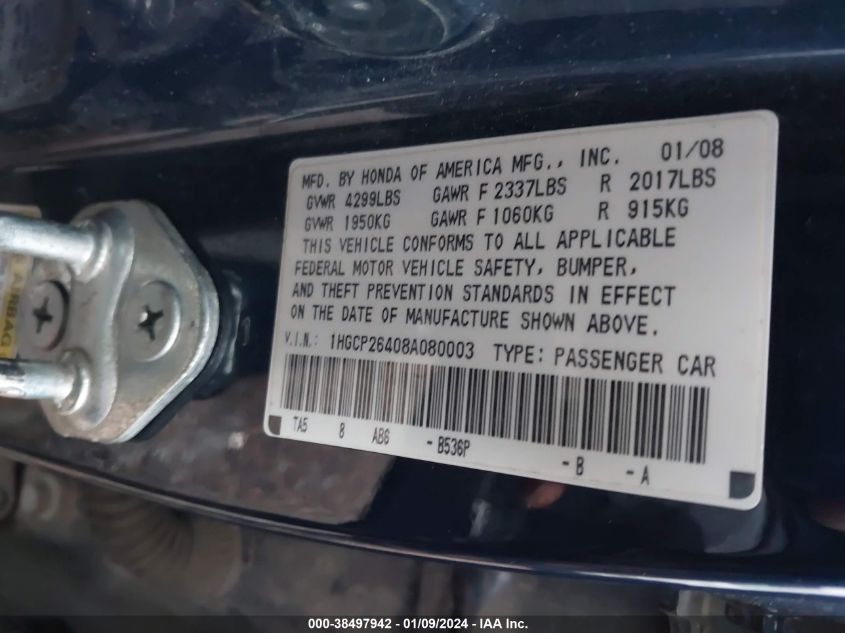 MFD. BY HONDA OF AMERICA MFG., INC. 01/08
GVWR 4299LBS GAWR F 2337LBS R 2017LBS
GVWR 1950KG GAWR F 1060KG R 915KG
THIS VEHICLE CONFORMS TO ALL APPLICABLE
FEDERAL MOTOR VEHICLE SAFETY, BUMPER,
AND THEFT PREVENTION STANDARDS IN EFFECT
ON THE DATE OF MANUFACTURE SHOWN ABOVE.
V.I.N.: 1HGCP26408A080003 TYPE: PASSENGER CAR
TA5 8 AB6 -B536P -B -A
AIRBAG
000-38497942 - 01/09/2024 - IAA Inc.